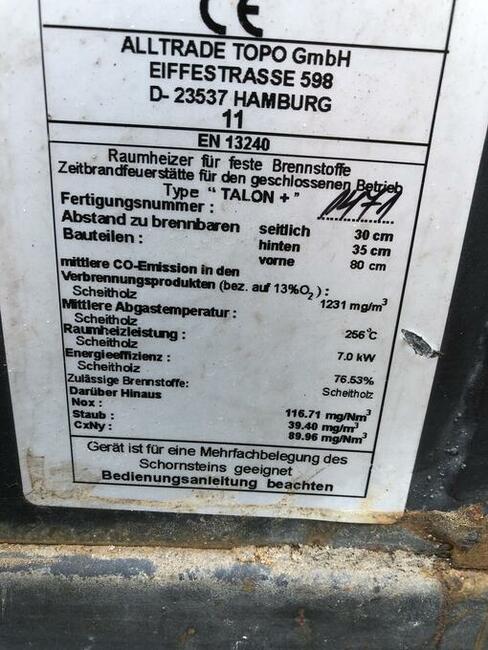 CE
ALLTRADE TOPO GmbH
EIFFESTRASSE 598
D- 23537 HAMBURG
11
EN 13240
Raumheizer für feste Brennstoffe
Zeitbrandfeuerstätte für den geschlossenen Betrieb
Type “ TALON + ”
Fertigungsnummer : 1471
Abstand zu brennbaren seitlich 30 cm
Bauteilen : hinten 35 cm
vorne 80 cm
mittlere CO-Emission in den
Verbrennungsprodukten (bez. auf 13%O₂) :
Scheitholz 1231 mg/m³
Mittlere Abgastemperatur :
Scheitholz 256°C
Raumheizleistung :
Scheitholz 7.0 kW
Energieeffizienz :
Scheitholz 76.53%
Zulässige Brennstoffe: Scheitholz
Darüber Hinaus
Nox : 116.71 mg/Nm³
Staub : 39.40 mg/m³
CxNy : 89.96 mg/Nm³
Gerät ist für eine Mehrfachbelegung des
Schornsteins geeignet
Bedienungsanleitung beachten